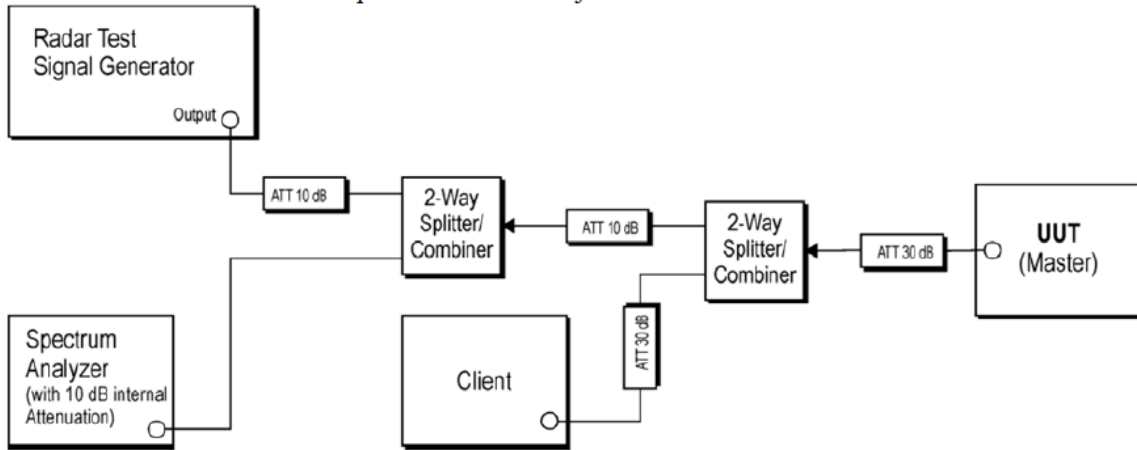 Radar Test
Signal Generator
Output
ATT 10 dB
2-Way
Splitter/
Combiner
ATT 10 dB
2-Way
Splitter/
Combiner
ATT 30 dB
UUT
(Master)
Spectrum
Analyzer
(with 10 dB internal
Attenuation)
Client
ATT 30 dB